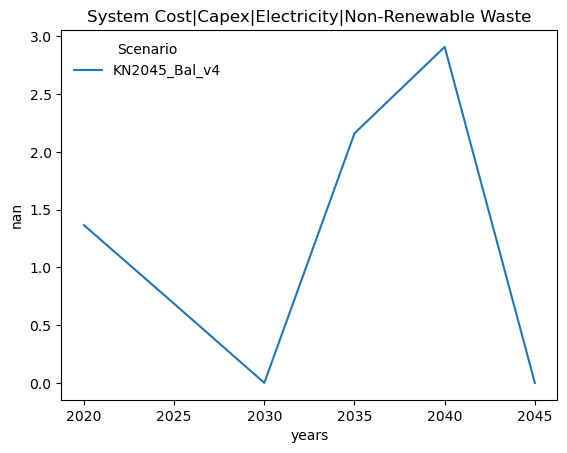 System Cost|Capex|Electricity|Non-Renewable Waste
3.0
2.5
2.0
1.5
1.0
0.5
0.0
nan
Scenario
KN2045_Bal_v4
2020
2025
2030
2035
2040
2045
years